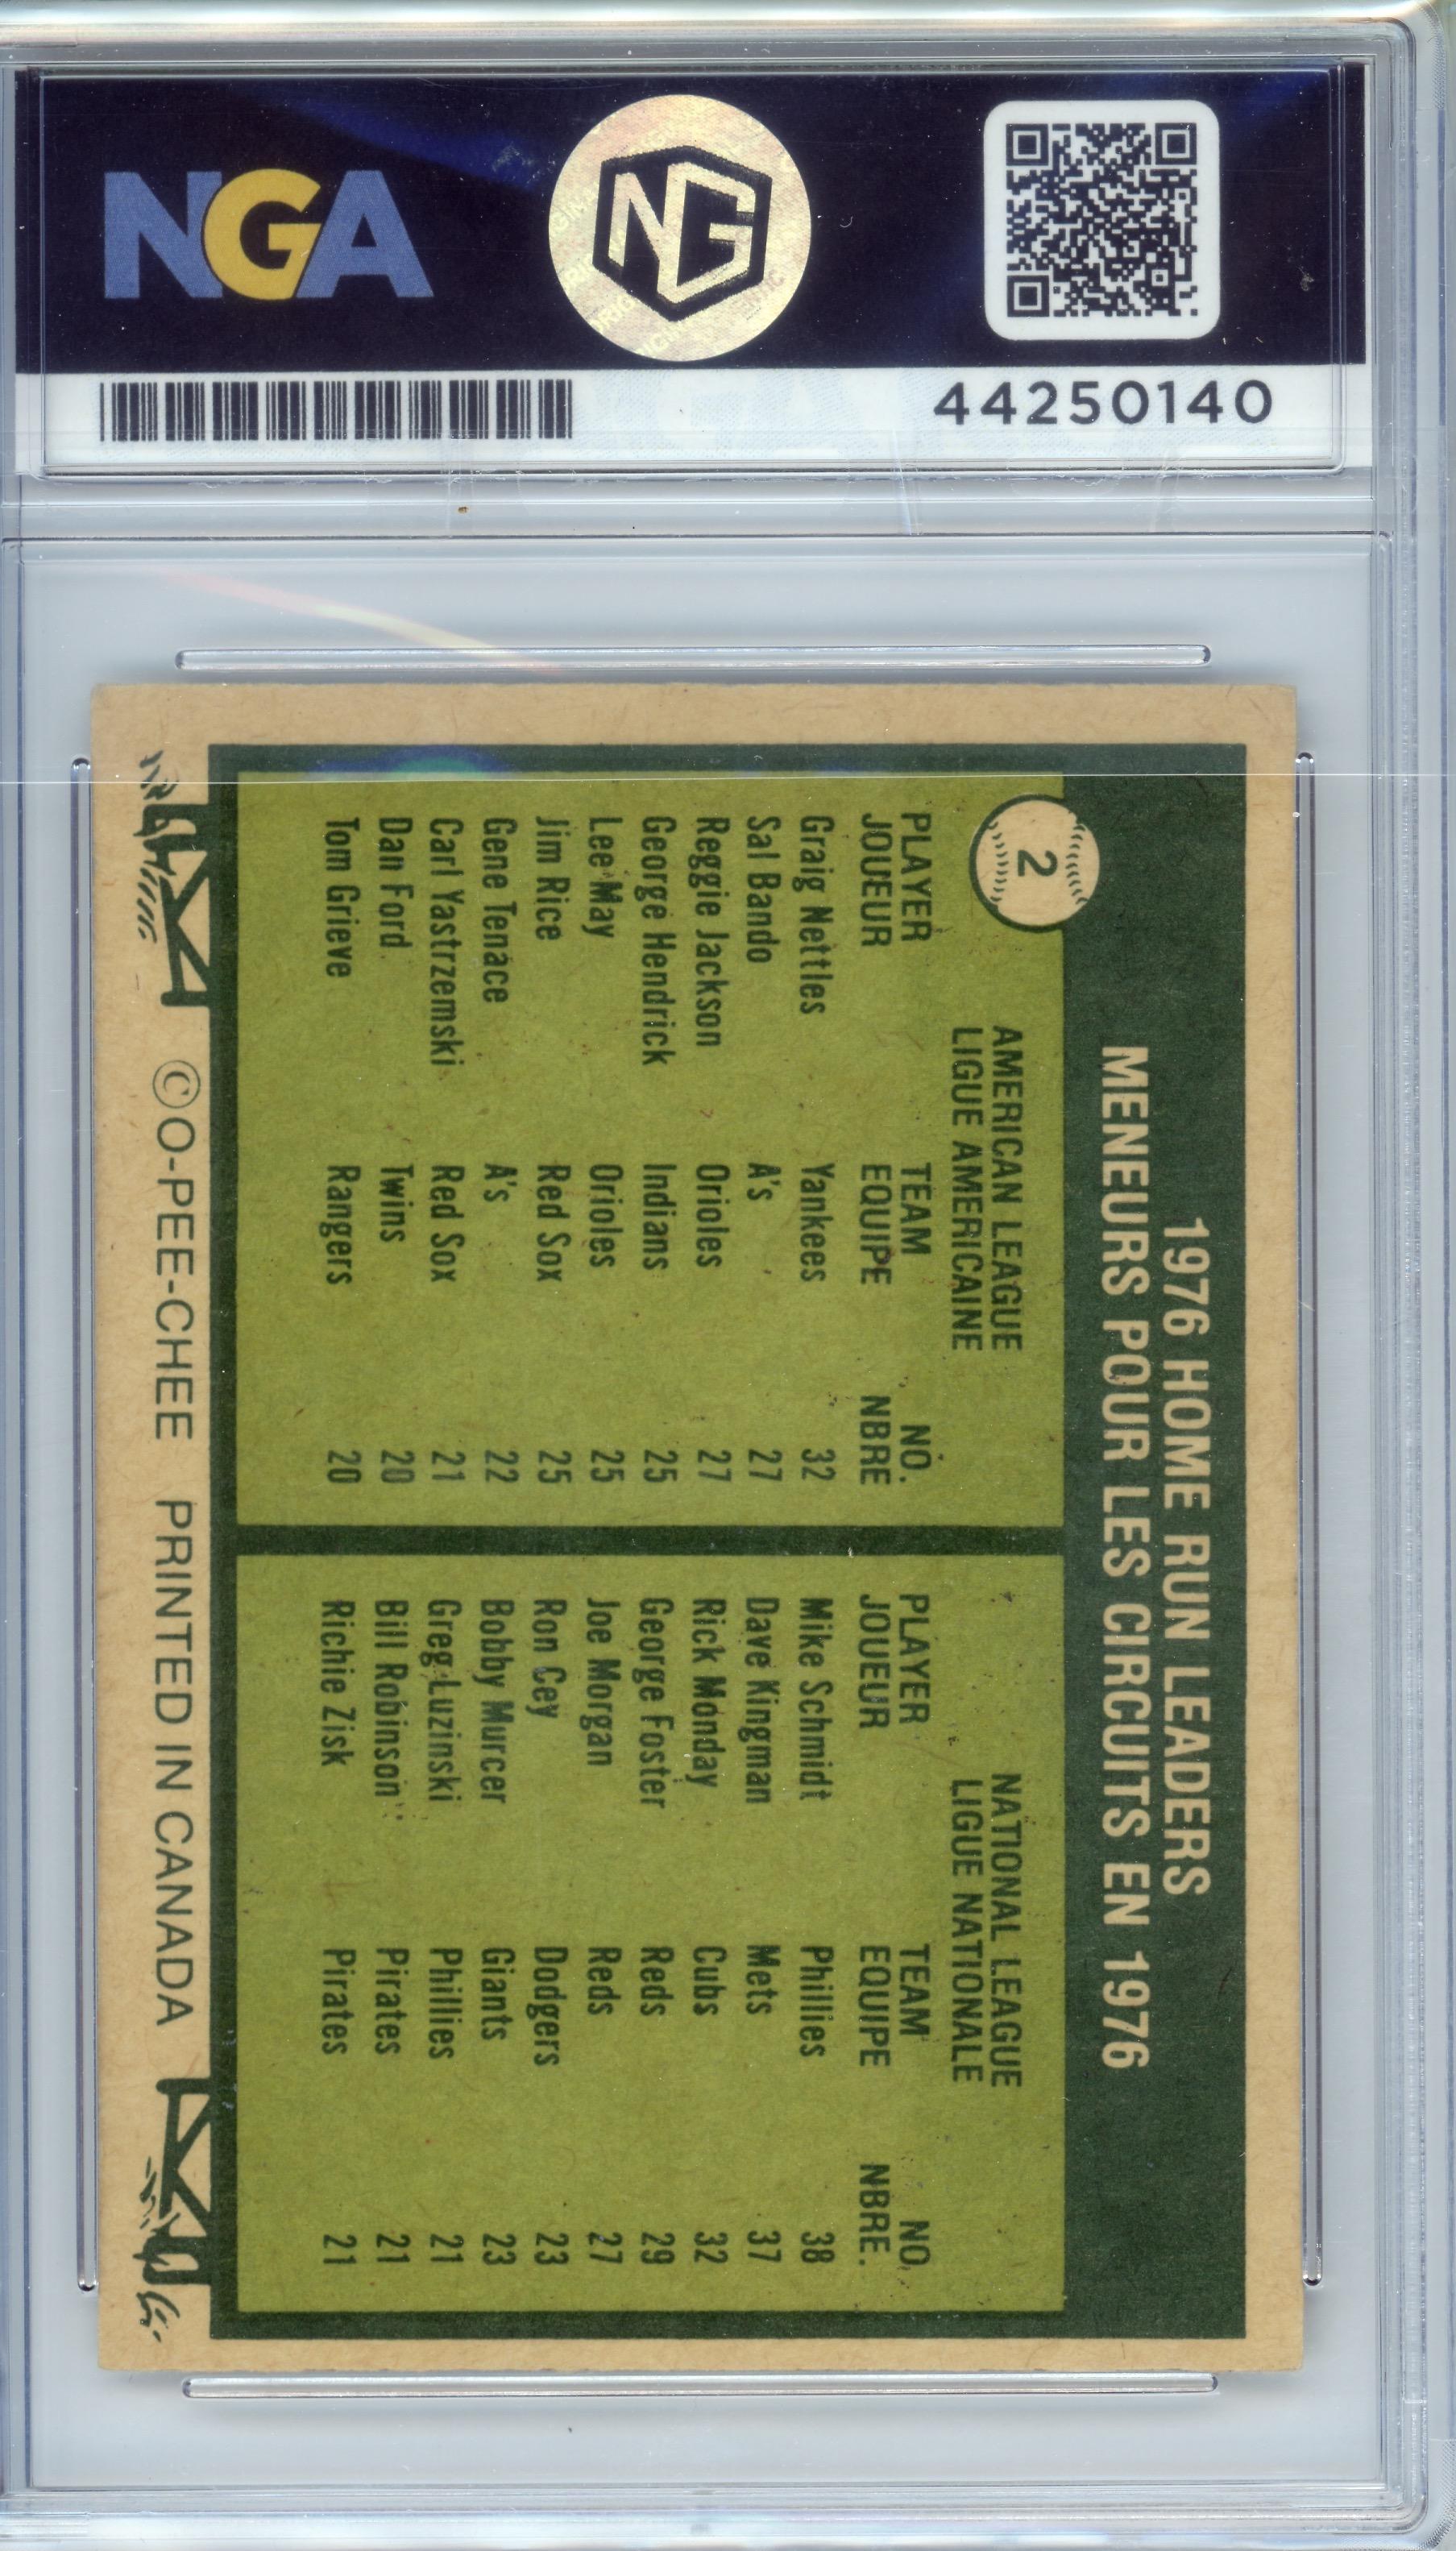 NGA
NG
44250140
2
1976 HOME RUN LEADERS
MENEURS POUR LES CIRCUITS EN 1976
AMERICAN LEAGUE
LIGUE AMERICAINE
PLAYER TEAM NO.
JOUEUR EQUIPE NBRE
Graig Nettles Yankees 32
Sal Bando A's 27
Reggie Jackson Orioles 27
George Hendrick Indians 25
Lee May Orioles 25
Jim Rice Red Sox 25
Gene Tenace A's 22
Carl Yastrzemski Red Sox 21
Dan Ford Twins 20
Tom Grieve Rangers 20
NATIONAL LEAGUE
LIGUE NATIONALE
PLAYER TEAM NO.
JOUEUR EQUIPE NBRE.
Mike Schmidt Phillies 38
Dave Kingman Mets 37
Rick Monday Cubs 32
George Foster Reds 29
Joe Morgan Reds 27
Ron Cey Dodgers 23
Bobby Murcer Giants 23
Greg Luzinski Phillies 21
Bill Robinson Pirates 21
Richie Zisk Pirates 21
©O-PEE-CHEE PRINTED IN CANADA